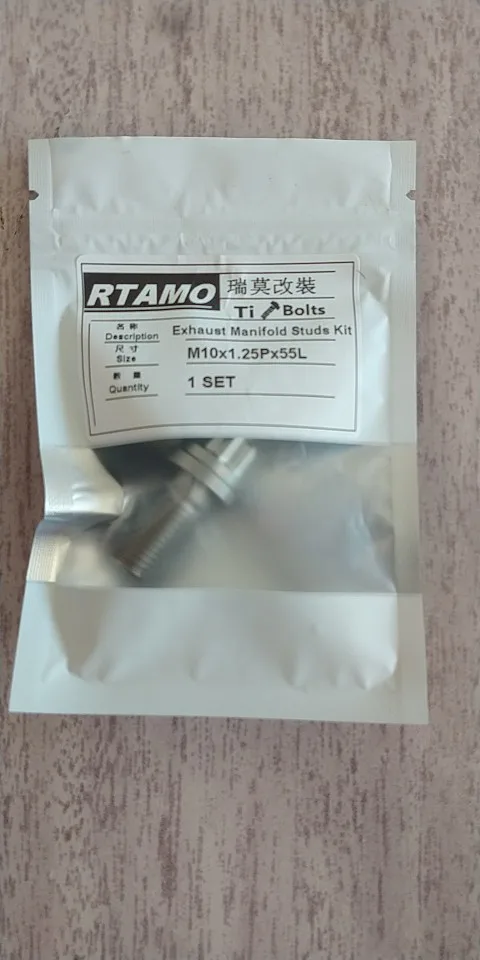 RTAMO 瑞莫改裝
Ti Bolts
名稱
Description Exhaust Manifold Studs Kit
尺寸
Size M10x1.25Px55L
數量
Quantity 1 SET